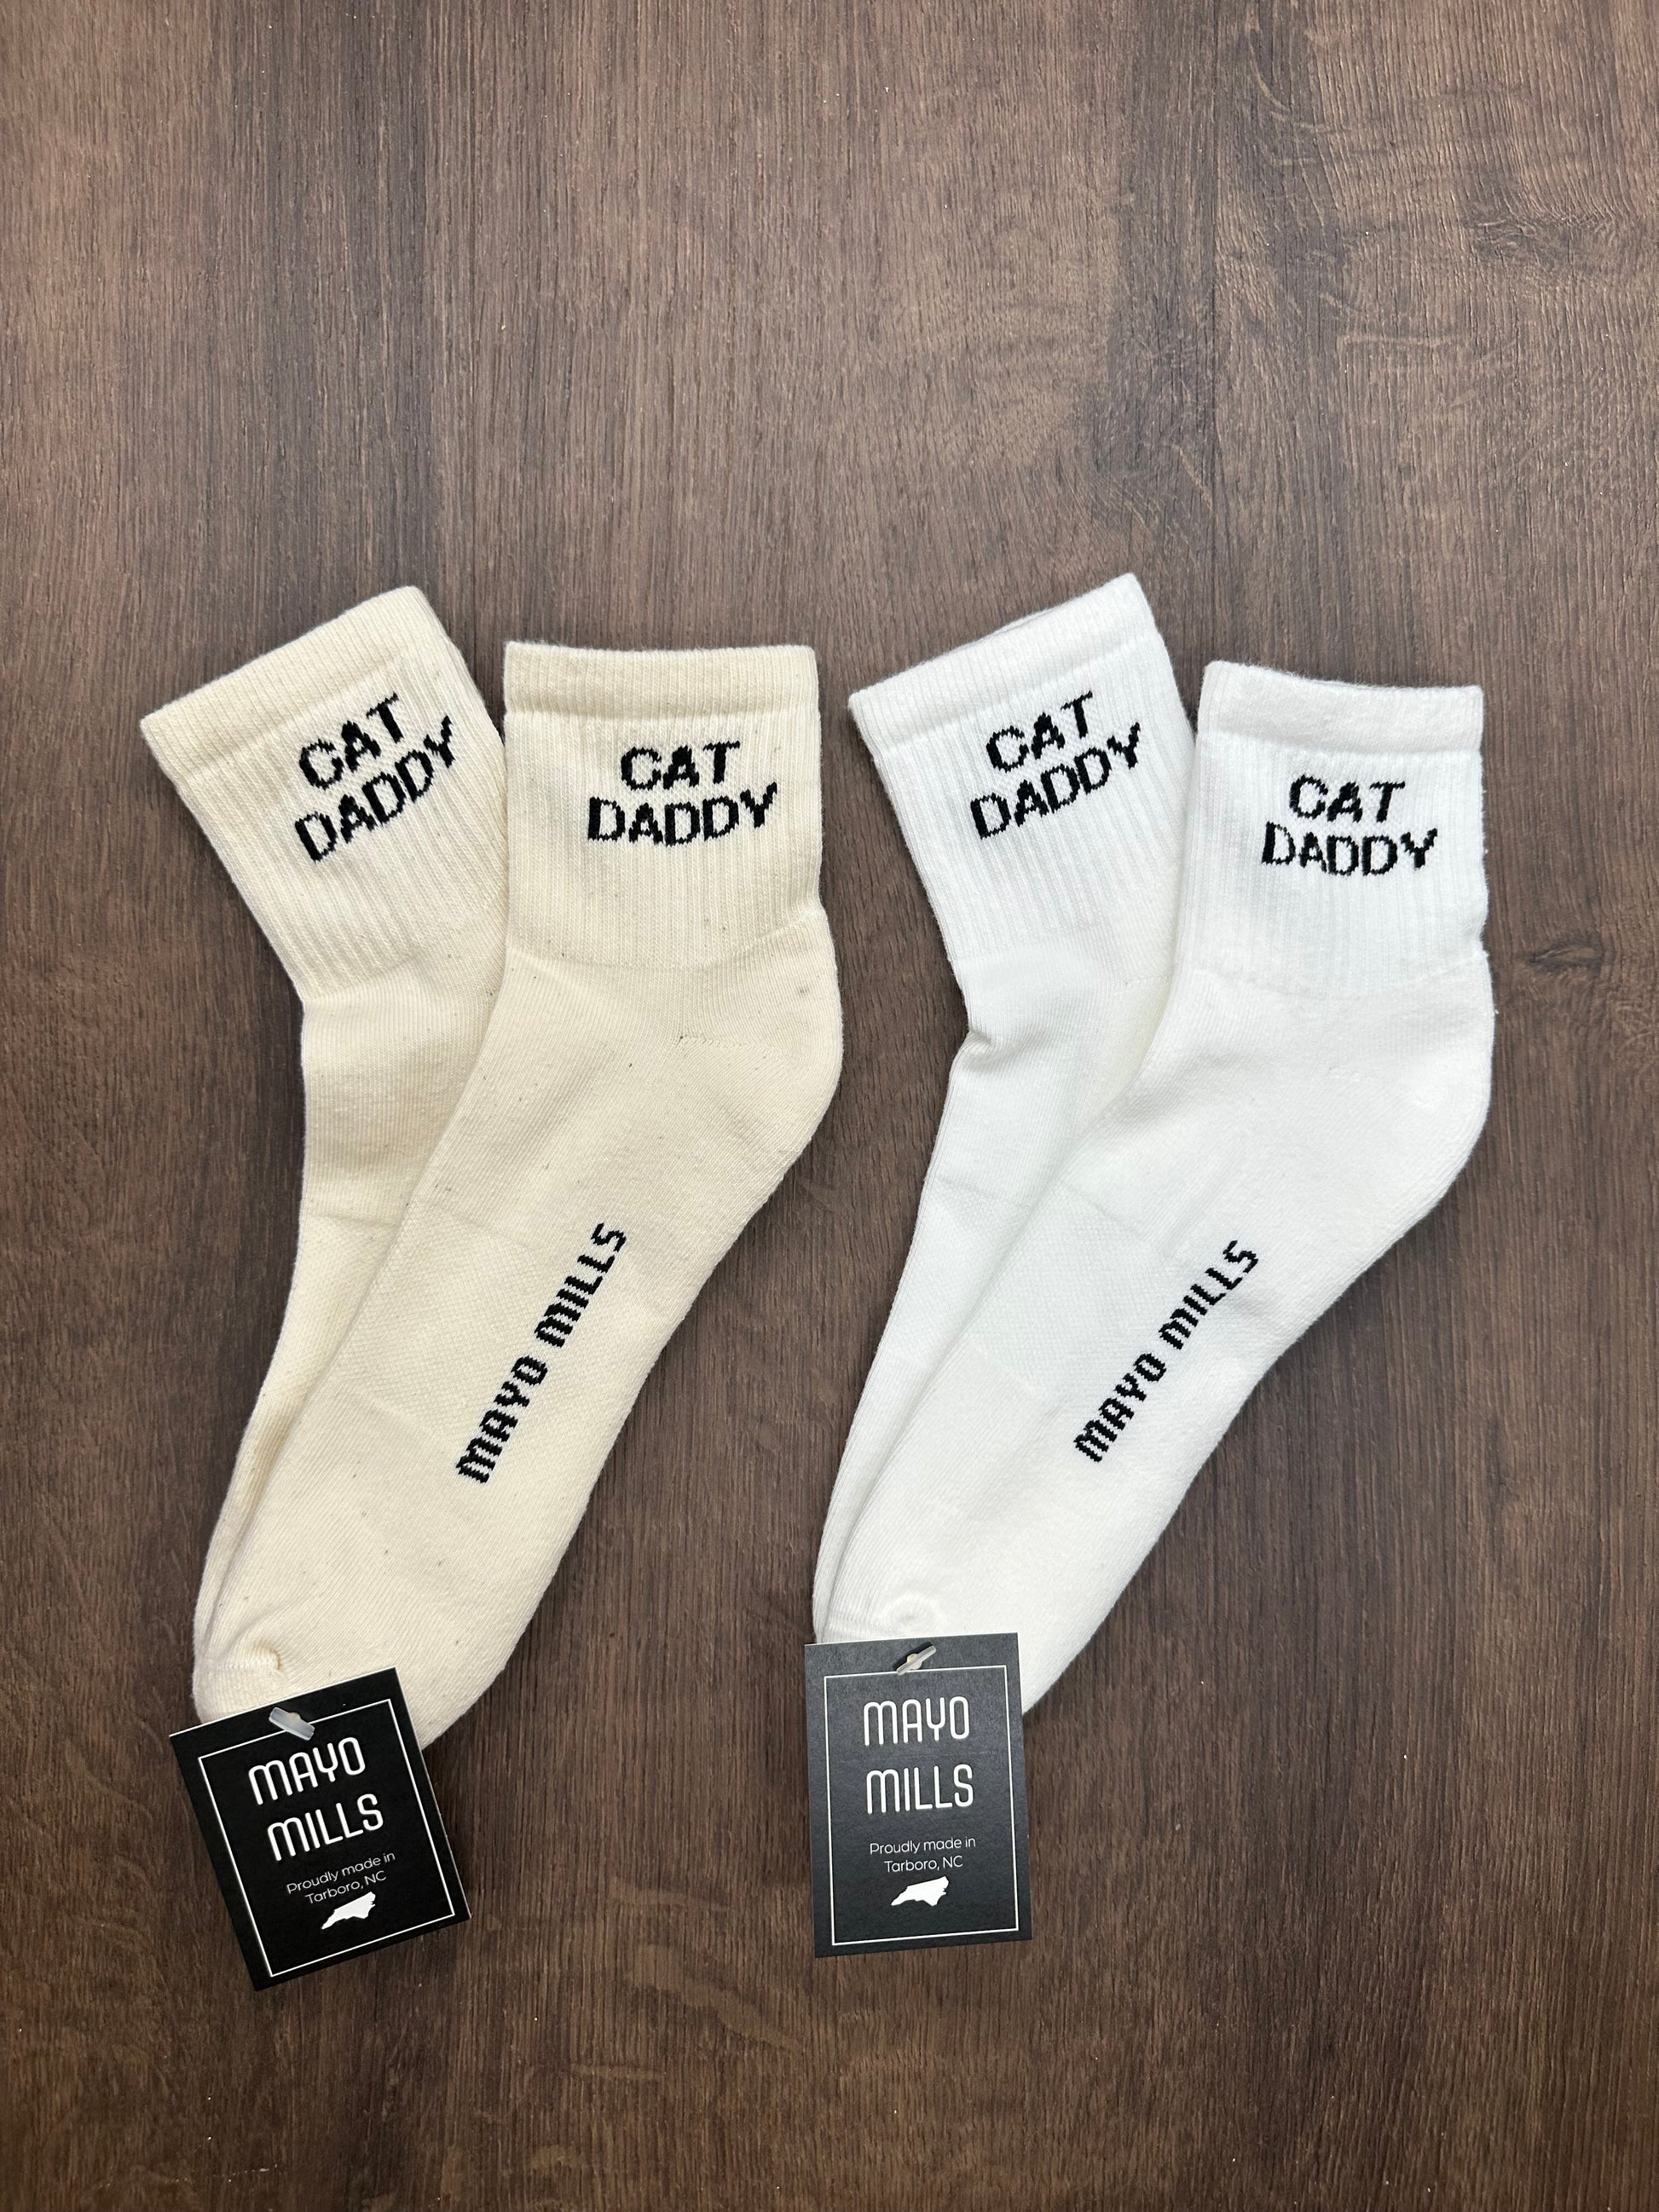 CAT
DADDY
CAT
DADDY
CAT
DADDY
CAT
DADDY
MAYO MILLS
MAYO MILLS
MAYO
MILLS
Proudly made in
Tarboro, NC
MAYO
MILLS
Proudly made in
Tarboro, NC